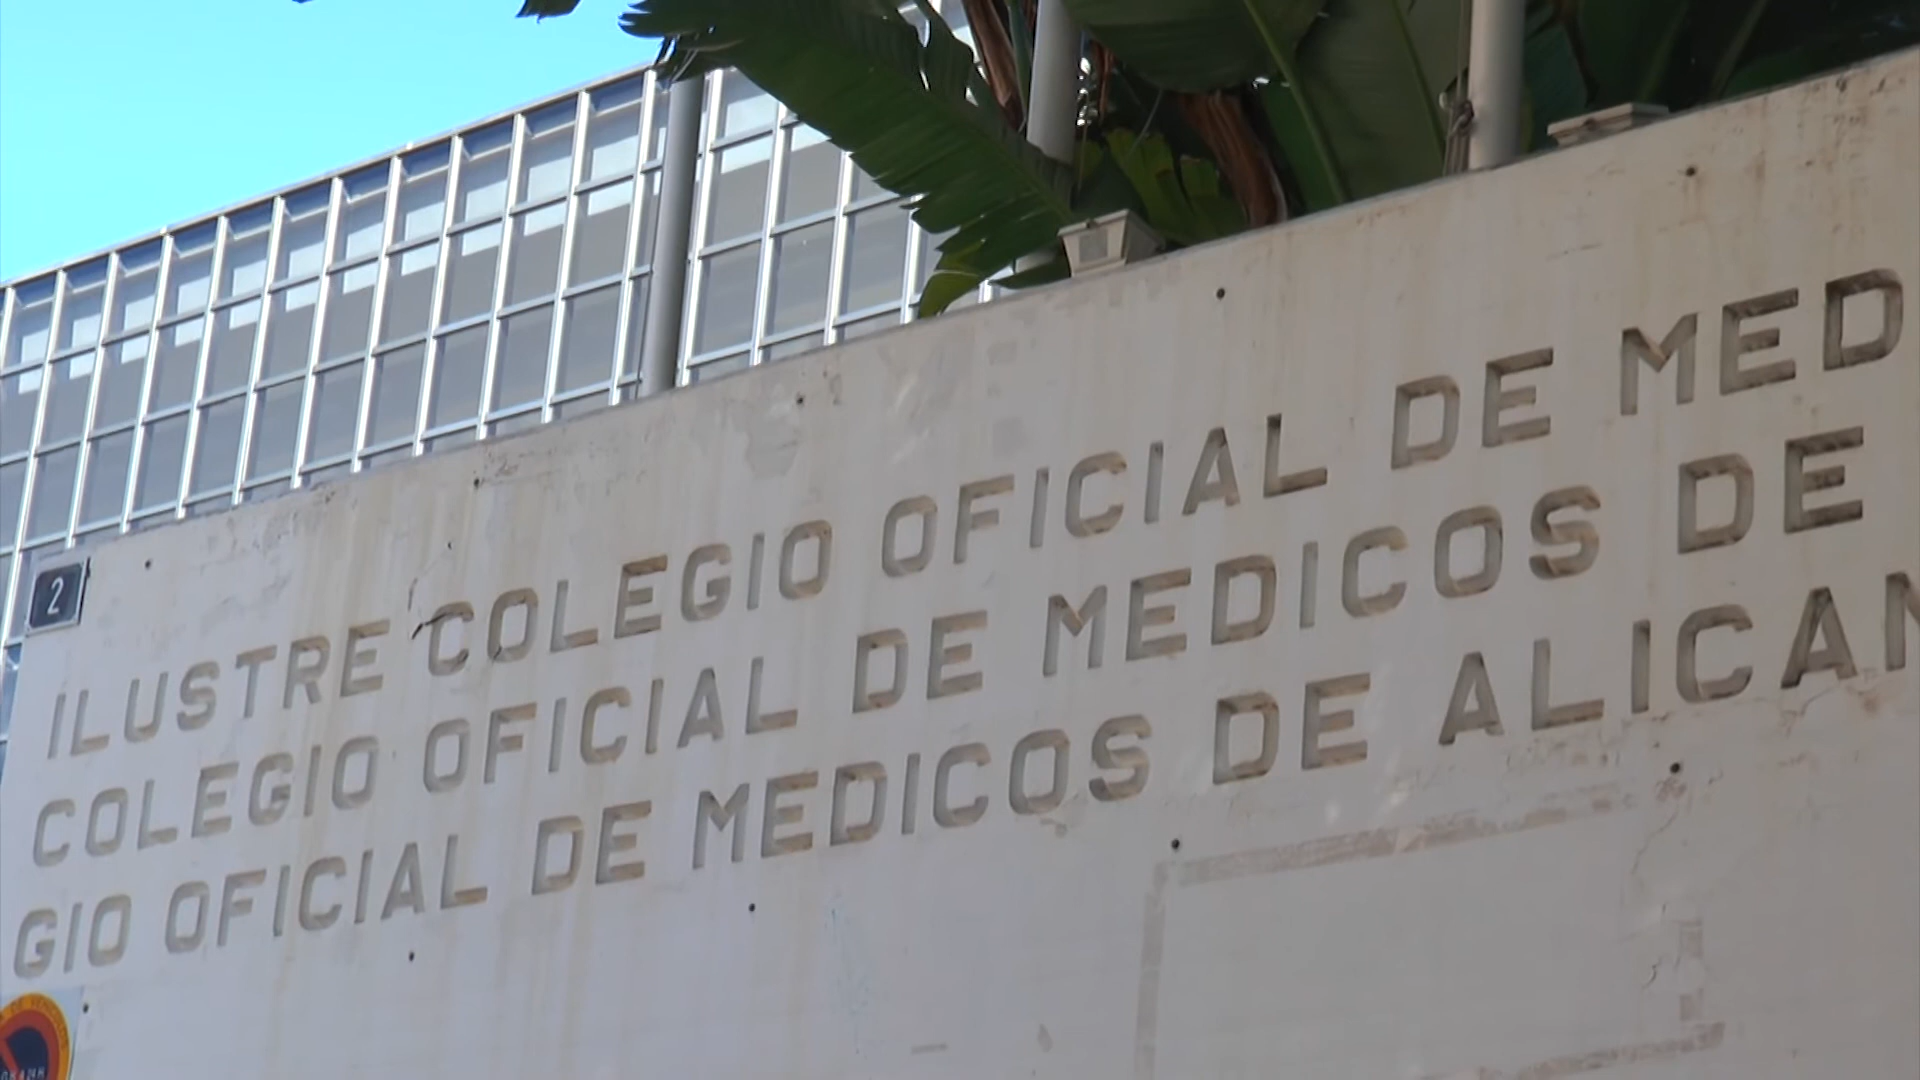 2
ILUSTRE COLEGIO OFICIAL DE MED
COLEGIO OFICIAL DE MEDICOS DE
GIO OFICIAL DE MEDICOS DE ALICAN